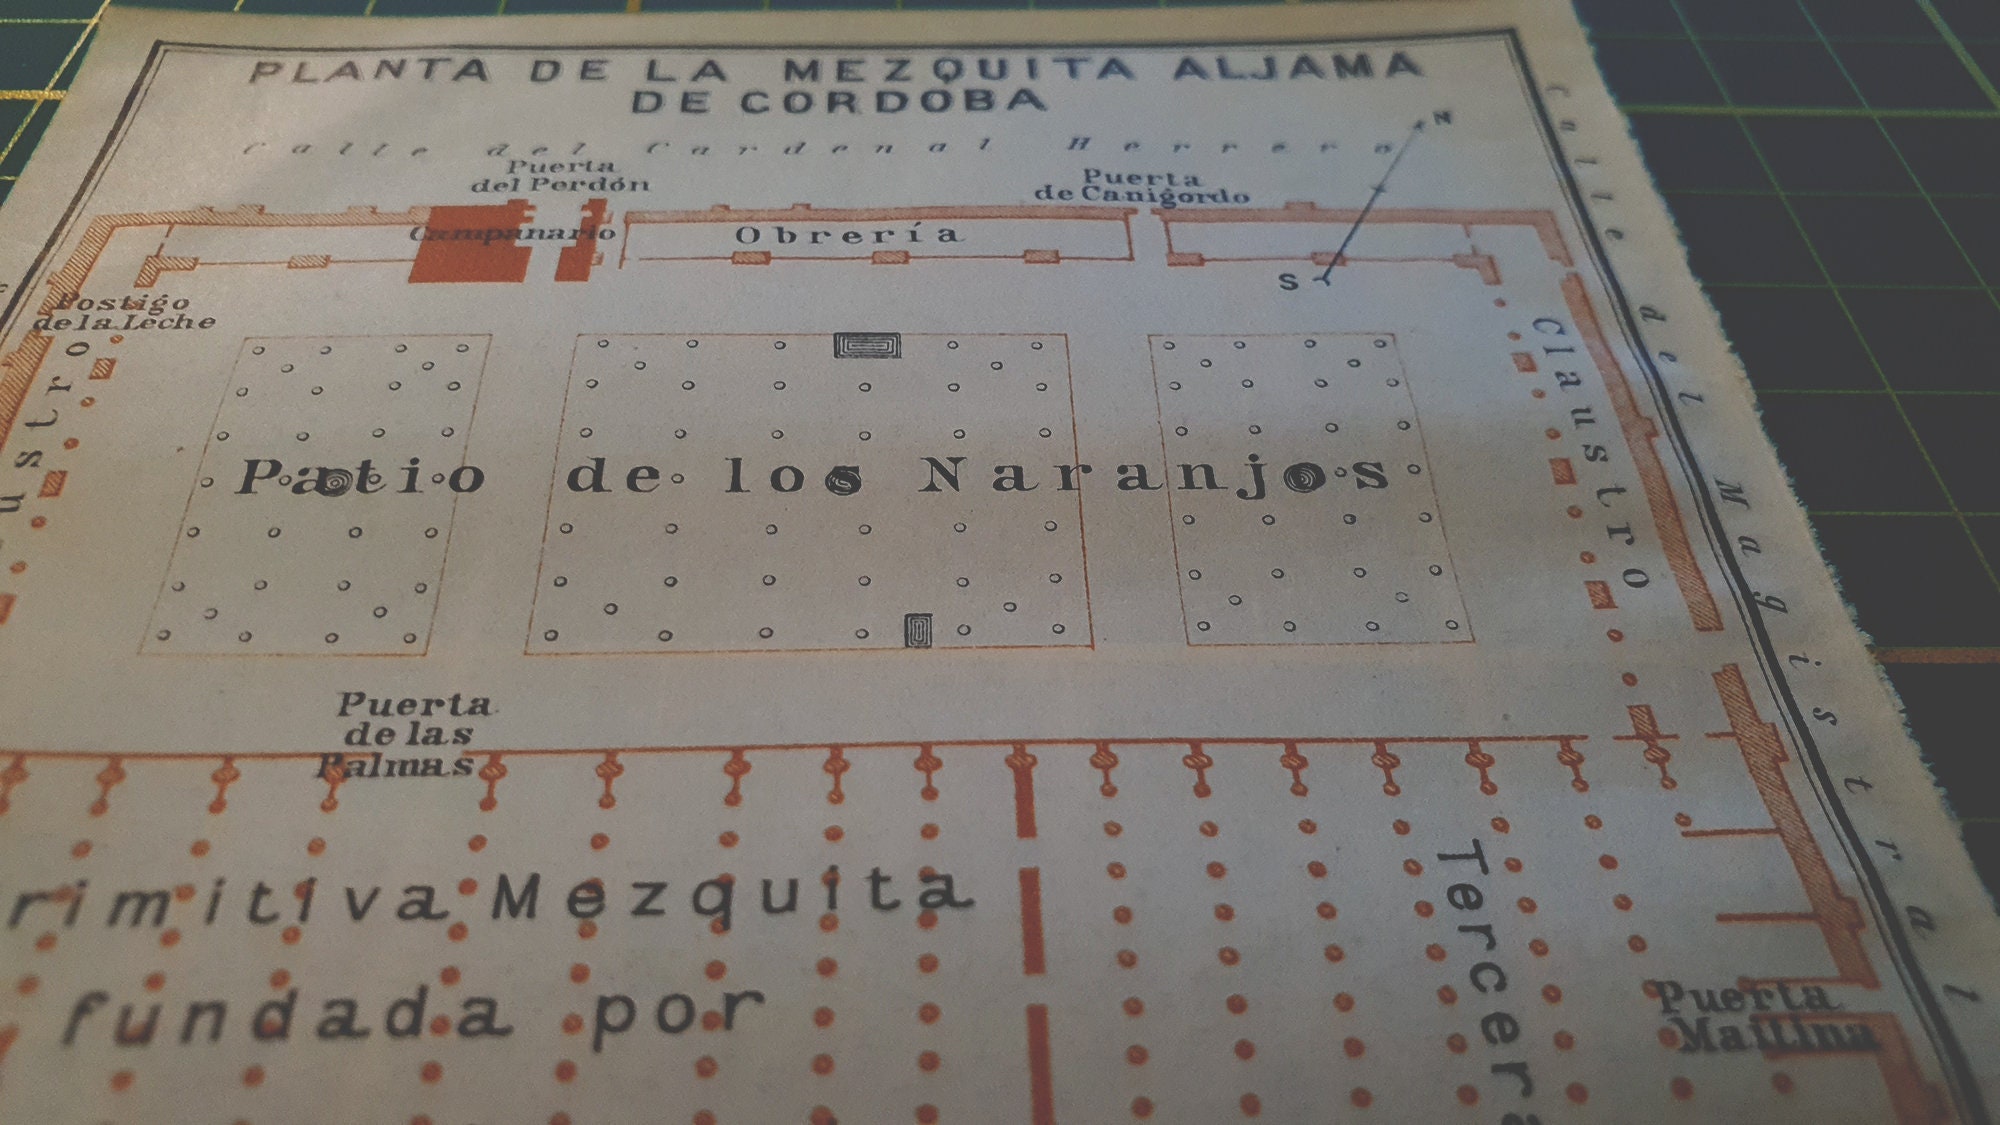 PLANTA DE LA MEZQUITA ALJAMA
DE CORDOBA
Calle del Cardenal Herrero
N
Puerta
del Perdón
Puerta
de Canigordo
Campanario
Obrería
S
Postigo
de la Leche
Claustro
Calle del Magistral
Patio de los Naranjos
Puerta
de las
Palmas
rimitiva Mezquita
fundada por
Tercera
Puerta